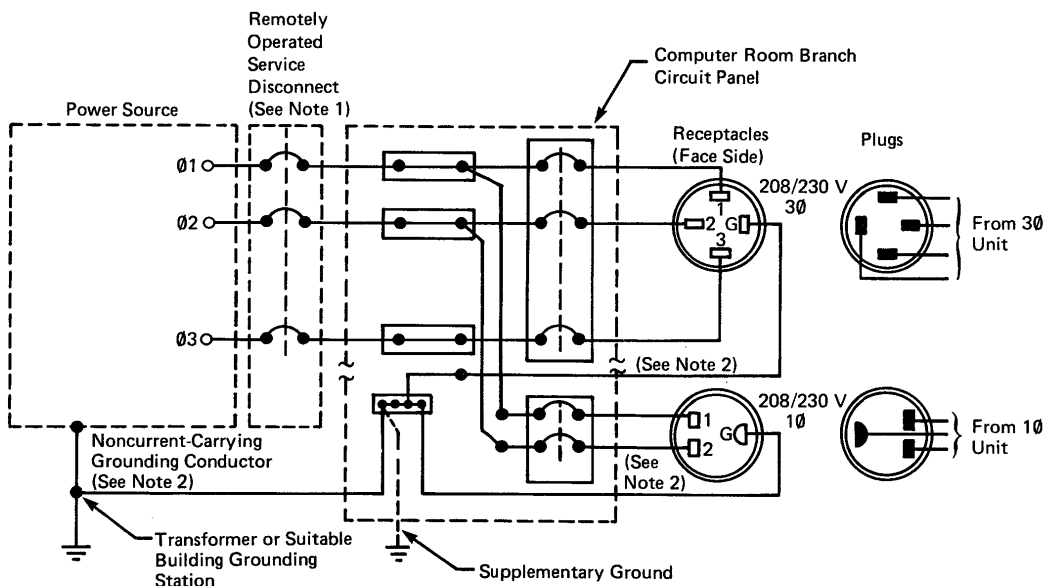 Remotely
Operated
Service
Disconnect
(See Note 1)
Computer Room Branch
Circuit Panel
Power Source
Receptacles
(Face Side)
Plugs
Ø1
Ø2
Ø3
1
2
G
3
208/230 V
3Ø
From 3Ø
Unit
(See Note 2)
1
2
G
208/230 V
1Ø
From 1Ø
Unit
(See
Note 2)
Noncurrent-Carrying
Grounding Conductor
(See Note 2)
Transformer or Suitable
Building Grounding
Station
Supplementary Ground